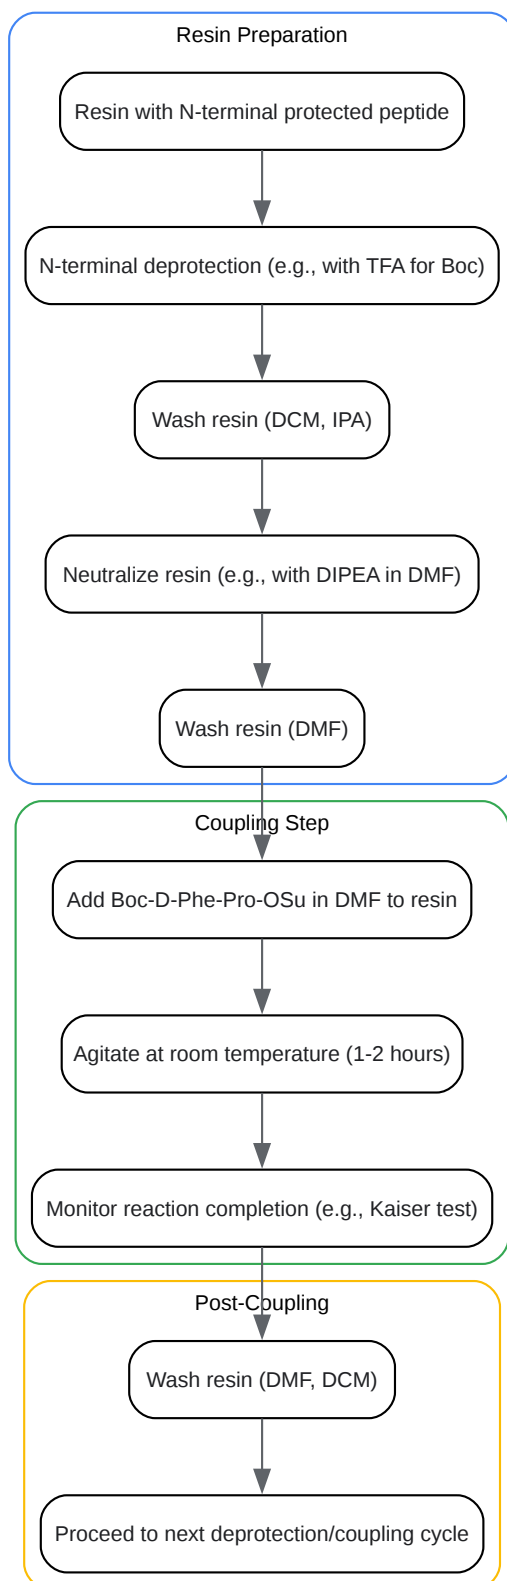 Resin Preparation
Resin with N-terminal protected peptide
N-terminal deprotection (e.g., with TFA for Boc)
Wash resin (DCM, IPA)
Neutralize resin (e.g., with DIPEA in DMF)
Wash resin (DMF)
Coupling Step
Add Boc-D-Phe-Pro-OSu in DMF to resin
Agitate at room temperature (1-2 hours)
Monitor reaction completion (e.g., Kaiser test)
Post-Coupling
Wash resin (DMF, DCM)
Proceed to next deprotection/coupling cycle